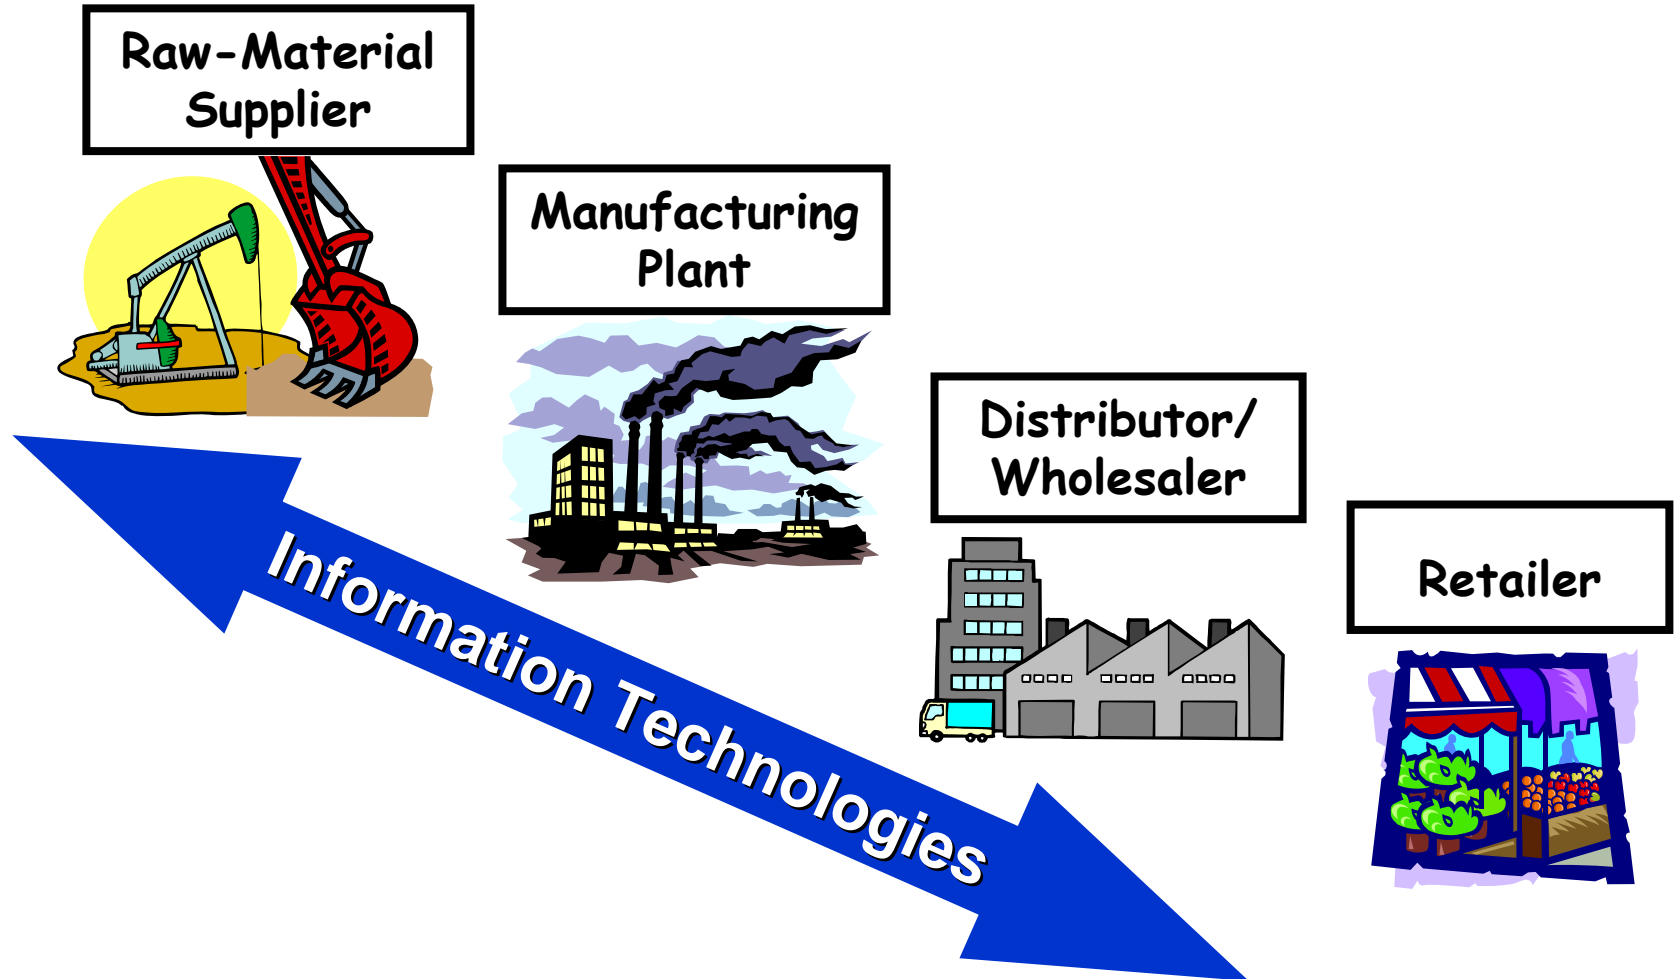 Raw-Material
Supplier
Manufacturing
Plant
Distributor/
Wholesaler
Retailer
Information Technologies